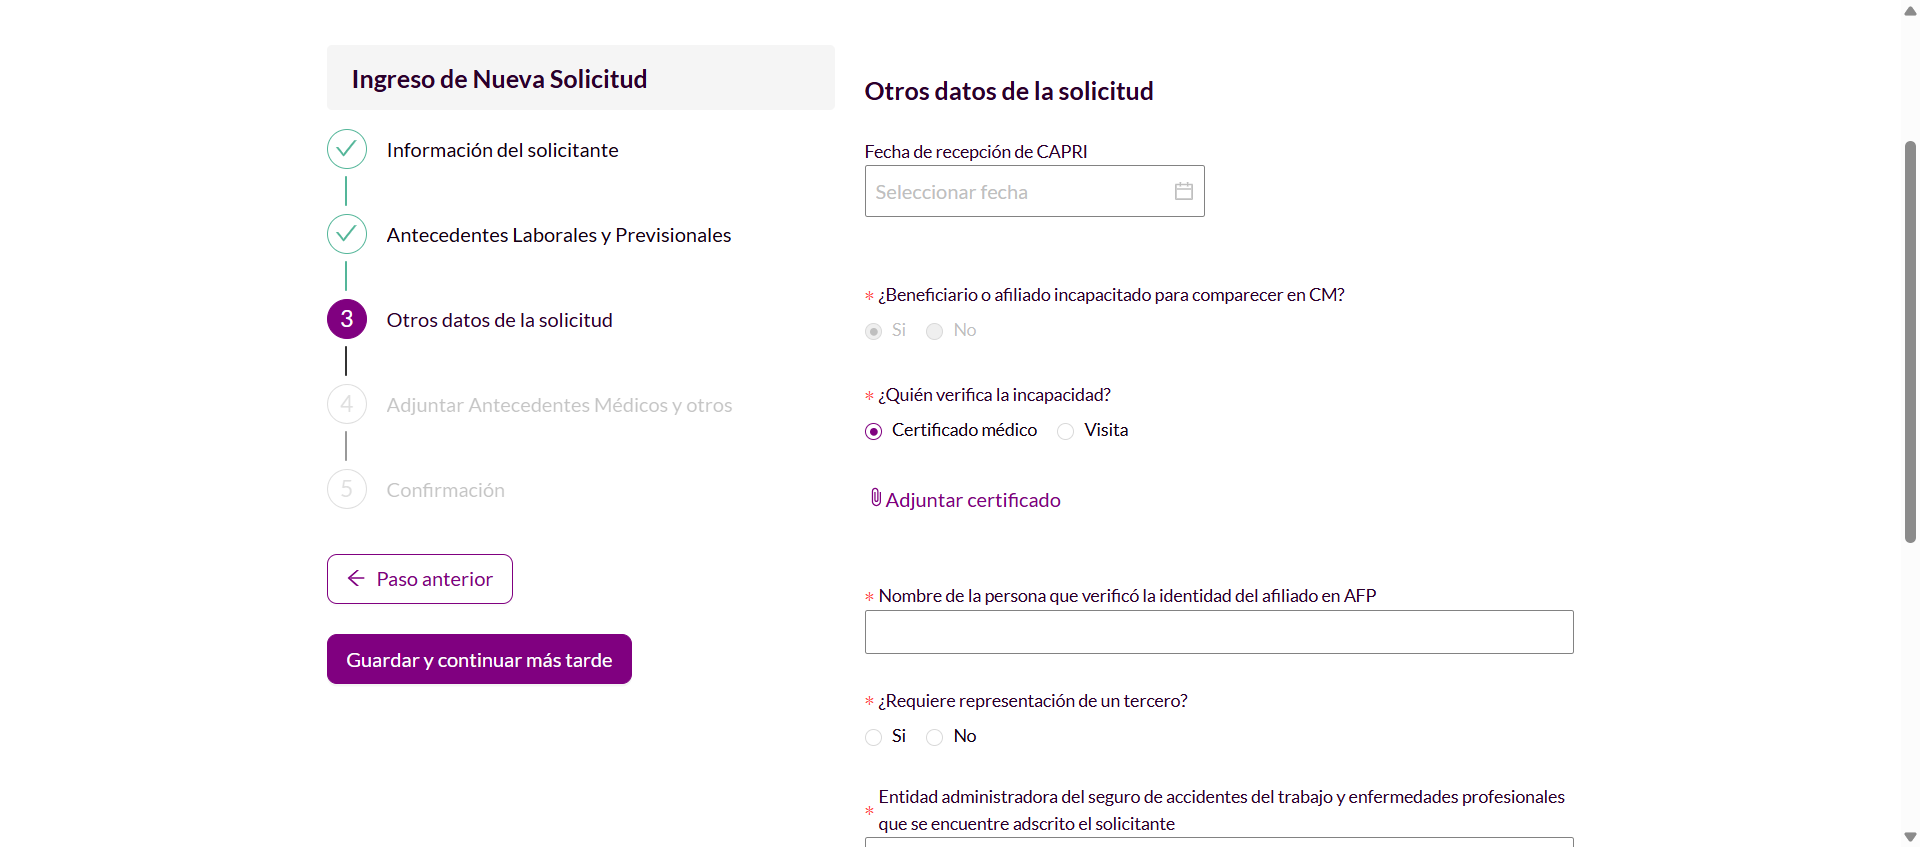 Ingreso de Nueva Solicitud
Información del solicitante
Antecedentes Laborales y Previsionales
3
Otros datos de la solicitud
4
Adjuntar Antecedentes Médicos y otros
5
Confirmación
Paso anterior
Guardar y continuar más tarde
Otros datos de la solicitud
Fecha de recepción de CAPRI
Seleccionar fecha
* ¿Beneficiario o afiliado incapacitado para comparecer en CM?
Si No
* ¿Quién verifica la incapacidad?
Certificado médico Visita
Adjuntar certificado
* Nombre de la persona que verificó la identidad del afiliado en AFP
* ¿Requiere representación de un tercero?
Si No
* Entidad administradora del seguro de accidentes del trabajo y enfermedades profesionales
que se encuentre adscrito el solicitante